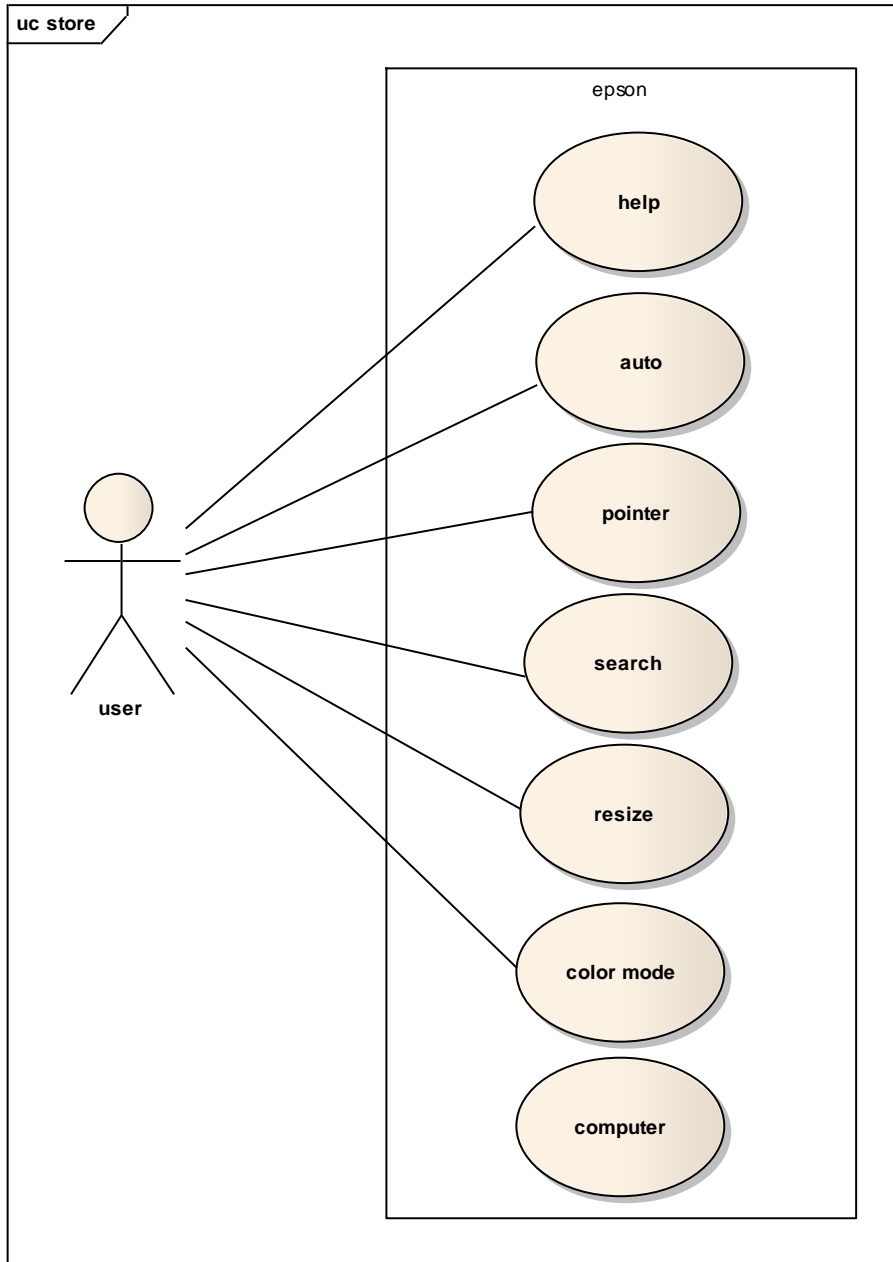 uc store
epson
help
auto
pointer
search
resize
color mode
computer
user